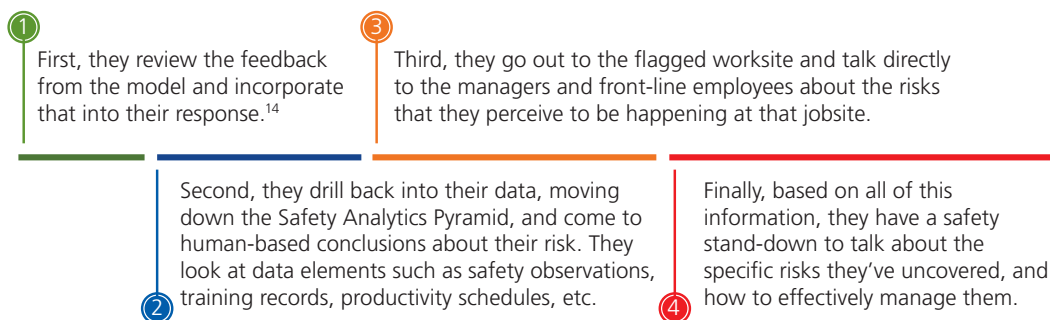 1
First, they review the feedback
from the model and incorporate
that into their response.14
2
Second, they drill back into their data, moving
down the Safety Analytics Pyramid, and come to
human-based conclusions about their risk. They
look at data elements such as safety observations,
training records, productivity schedules, etc.
3
Third, they go out to the flagged worksite and talk directly
to the managers and front-line employees about the risks
that they perceive to be happening at that jobsite.
4
Finally, based on all of this
information, they have a safety
stand-down to talk about the
specific risks they’ve uncovered, and
how to effectively manage them.